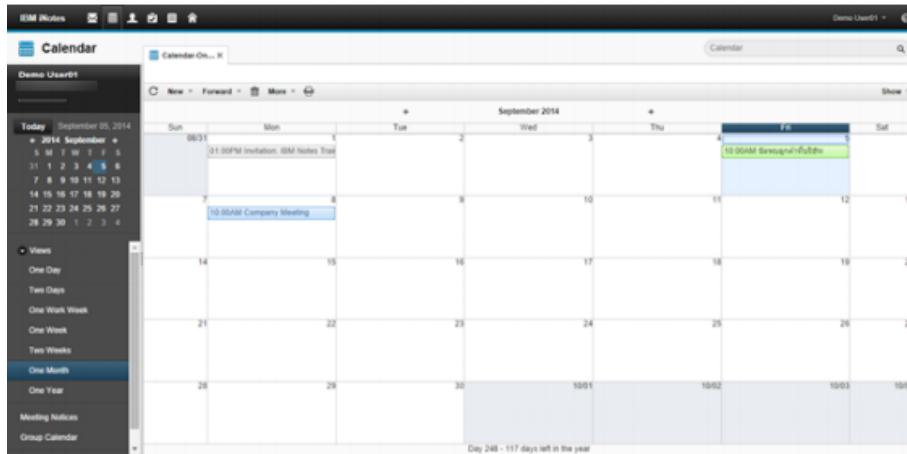 IBM iNotes
Demo User01
Calendar
Calendar-On... X
Calendar
Demo User01
New Forward More
Show
Today September 05, 2014
September 2014
2014 September
S M T W T F S
31 1 2 3 4 5 6
7 8 9 10 11 12 13
14 15 16 17 18 19 20
21 22 23 24 25 26 27
28 29 30 1 2 3 4
Sun Mon Tue Wed Thu Fri Sat
08/31 1 2 3 4 5
01:00PM Invitation: IBM Notes Trai
10:00AM
7 8 9 10 11 12
10:00AM Company Meeting
14 15 16 17 18 19
21 22 23 24 25 26
28 29 30 10/01 10/02 10/03
Views
One Day
Two Days
One Work Week
One Week
Two Weeks
One Month
One Year
Meeting Notices
Group Calendar
Day 248 - 117 days left in the year